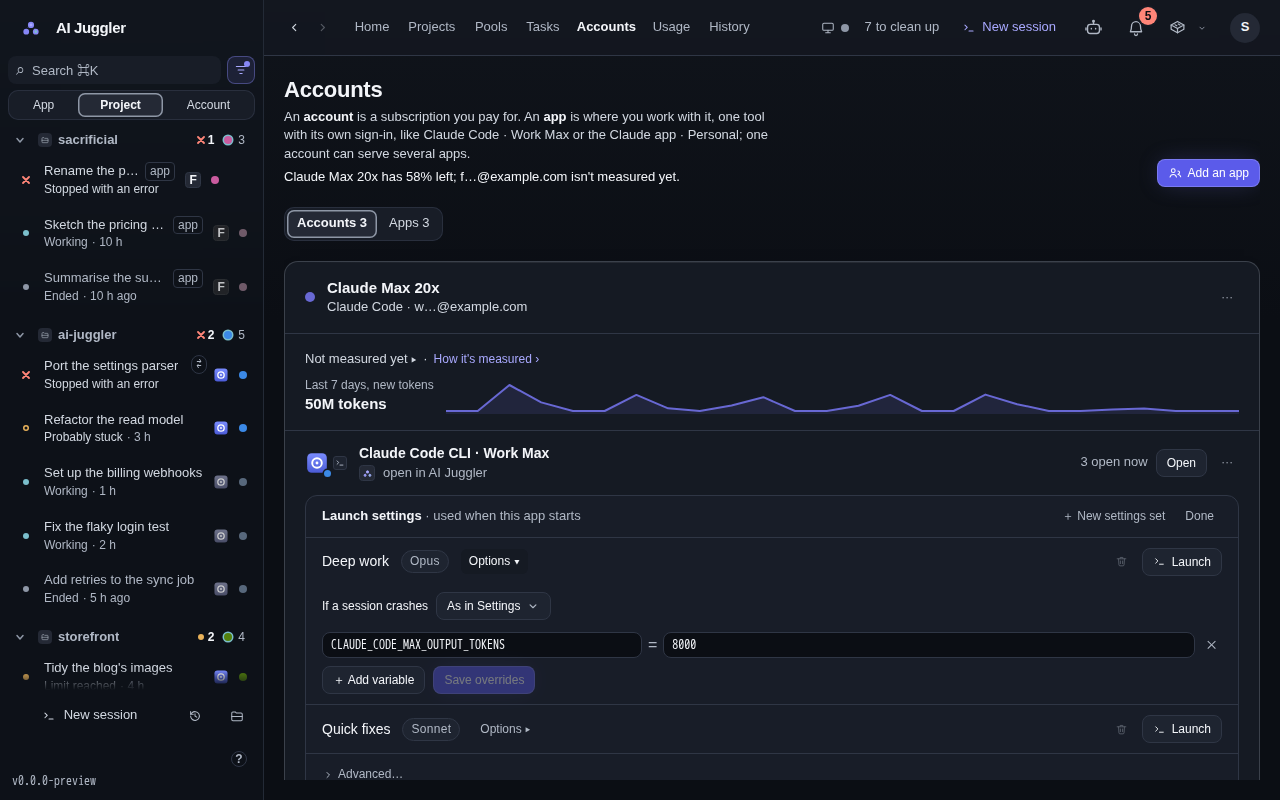 AI Juggler
Search ⌘K
App Project Account
sacrificial 1 3
Rename the p… app F
Stopped with an error
Sketch the pricing … app F
Working · 10 h
Summarise the su… app F
Ended · 10 h ago
ai-juggler 2 5
Port the settings parser
Stopped with an error
Refactor the read model
Probably stuck · 3 h
Set up the billing webhooks
Working · 1 h
Fix the flaky login test
Working · 2 h
Add retries to the sync job
Ended · 5 h ago
storefront 2 4
Tidy the blog's images
Limit reached · 4 h
New session
?
v0.0.0-preview
Home Projects Pools Tasks Accounts Usage History
7 to clean up
New session
5
S
Accounts
An account is a subscription you pay for. An app is where you work with it, one tool
with its own sign-in, like Claude Code · Work Max or the Claude app · Personal; one
account can serve several apps.
Claude Max 20x has 58% left; f…@example.com isn't measured yet.
Add an app
Accounts 3 Apps 3
Claude Max 20x
Claude Code · w…@example.com
Not measured yet ▸ · How it's measured ›
Last 7 days, new tokens
50M tokens
Claude Code CLI · Work Max
open in AI Juggler
3 open now Open
Launch settings · used when this app starts
+ New settings set Done
Deep work Opus Options ▾
Launch
If a session crashes As in Settings
CLAUDE_CODE_MAX_OUTPUT_TOKENS = 8000
+ Add variable Save overrides
Quick fixes Sonnet Options ▸
Launch
Advanced…